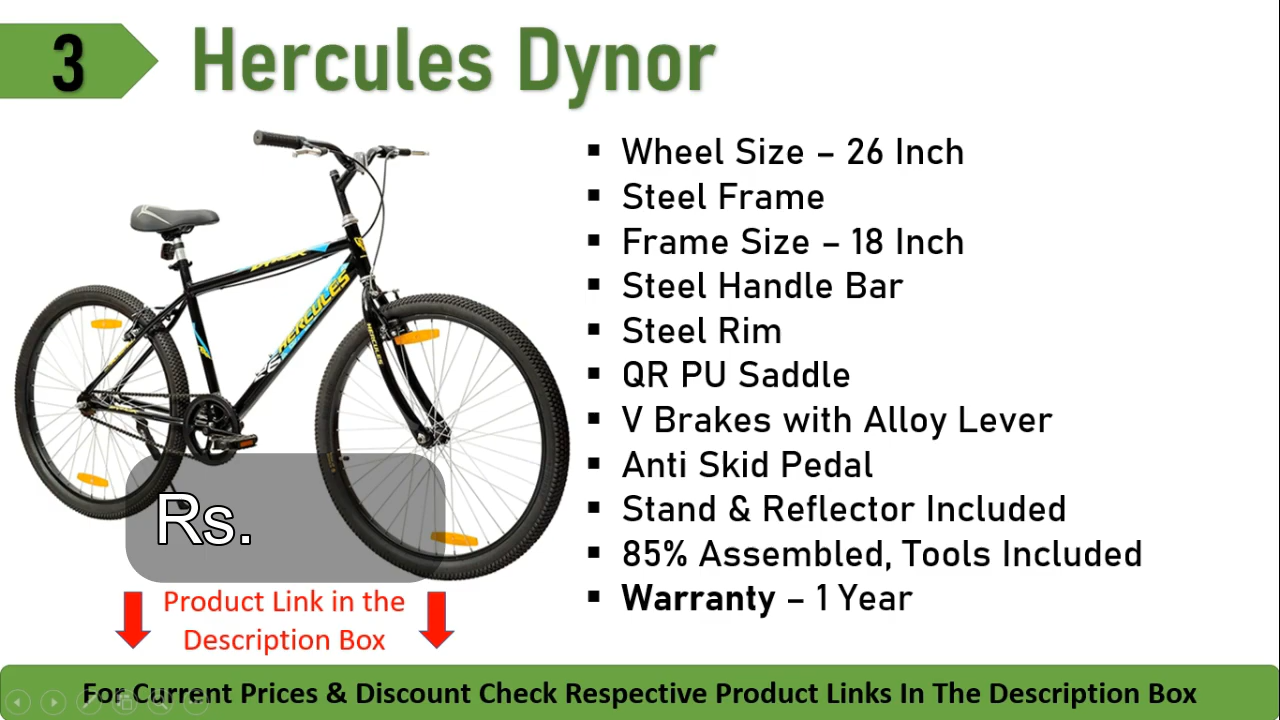 3
Hercules Dynor
▪ Wheel Size – 26 Inch
▪ Steel Frame
▪ Frame Size – 18 Inch
▪ Steel Handle Bar
▪ Steel Rim
▪ QR PU Saddle
▪ V Brakes with Alloy Lever
▪ Anti Skid Pedal
▪ Stand & Reflector Included
▪ 85% Assembled, Tools Included
▪ Warranty – 1 Year
HERCULES
HERCULES
Rs.
Product Link in the
Description Box
For Current Prices & Discount Check Respective Product Links In The Description Box